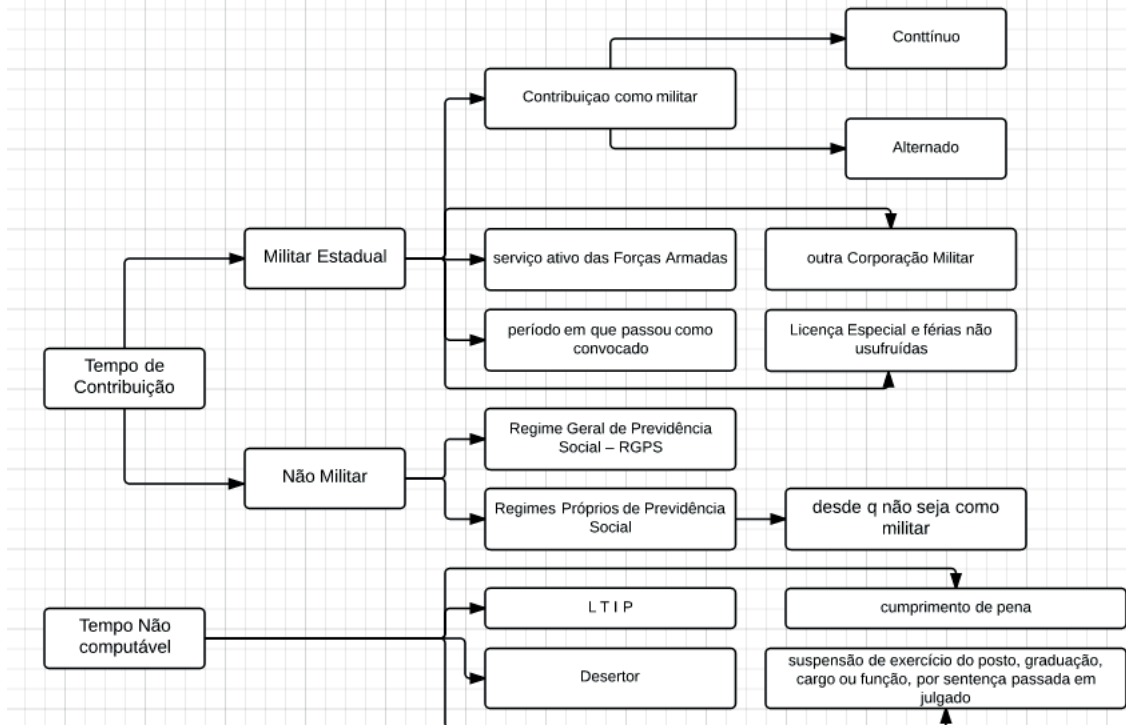 Conttínuo
Contribuiçao como militar
Alternado
Militar Estadual
serviço ativo das Forças Armadas
outra Corporação Militar
período em que passou como
convocado
Licença Especial e férias não
usufruídas
Tempo de
Contribuição
Regime Geral de Previdência
Social – RGPS
Não Militar
Regimes Próprios de Previdência
Social
desde q não seja como
militar
Tempo Não
computável
L T I P
cumprimento de pena
Desertor
suspensão de exercício do posto, graduação,
cargo ou função, por sentença passada em
julgado